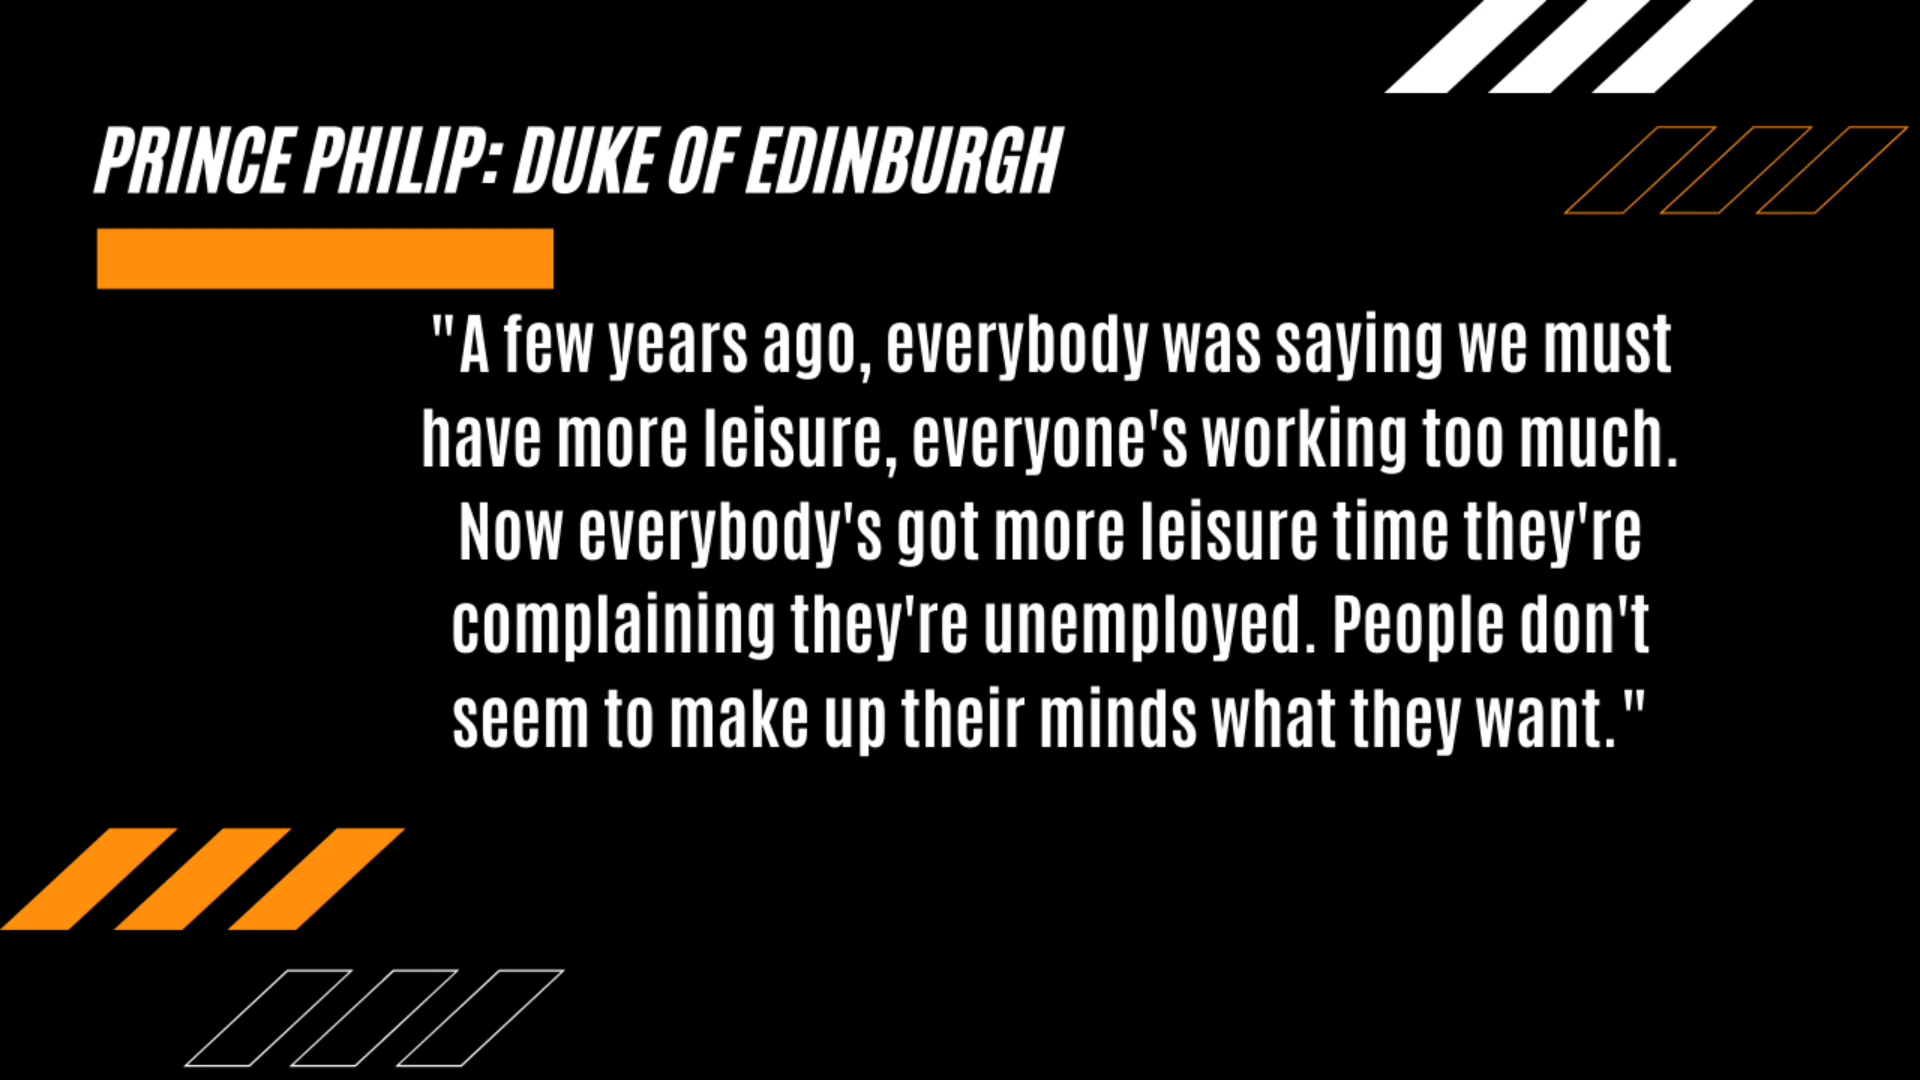 PRINCE PHILIP: DUKE OF EDINBURGH
"A few years ago, everybody was saying we must
have more leisure, everyone's working too much.
Now everybody's got more leisure time they're
complaining they're unemployed. People don't
seem to make up their minds what they want."